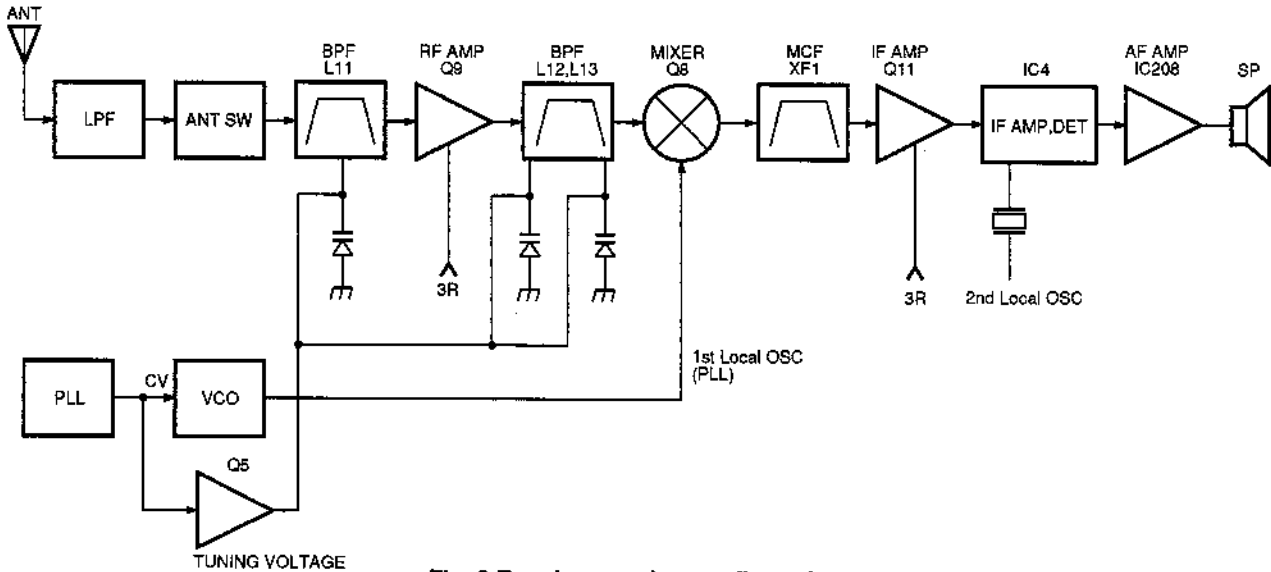 ANT
LPF
ANT SW
BPF
L11
RF AMP
Q9
3R
BPF
L12,L13
MIXER
Q8
MCF
XF1
IF AMP
Q11
3R
IC4
IF AMP,DET
2nd Local OSC
AF AMP
IC208
SP
1st Local OSC
(PLL)
PLL
CV
VCO
Q5
TUNING VOLTAGE